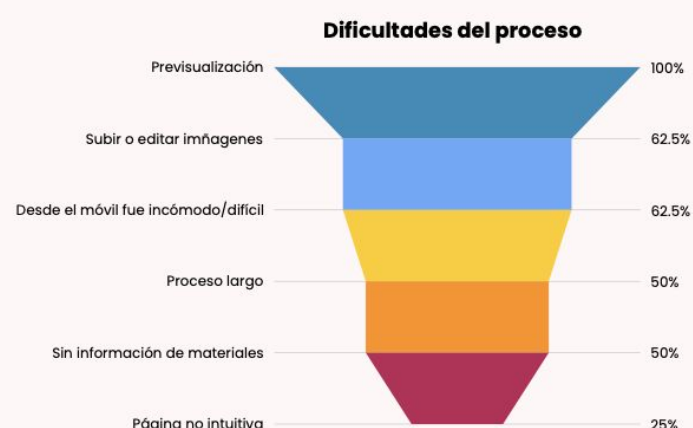 Dificultades del proceso
Previsualización 100%
Subir o editar imñagenes 62.5%
Desde el móvil fue incómodo/difícil 62.5%
Proceso largo 50%
Sin información de materiales 50%
Página no intuitiva 25%